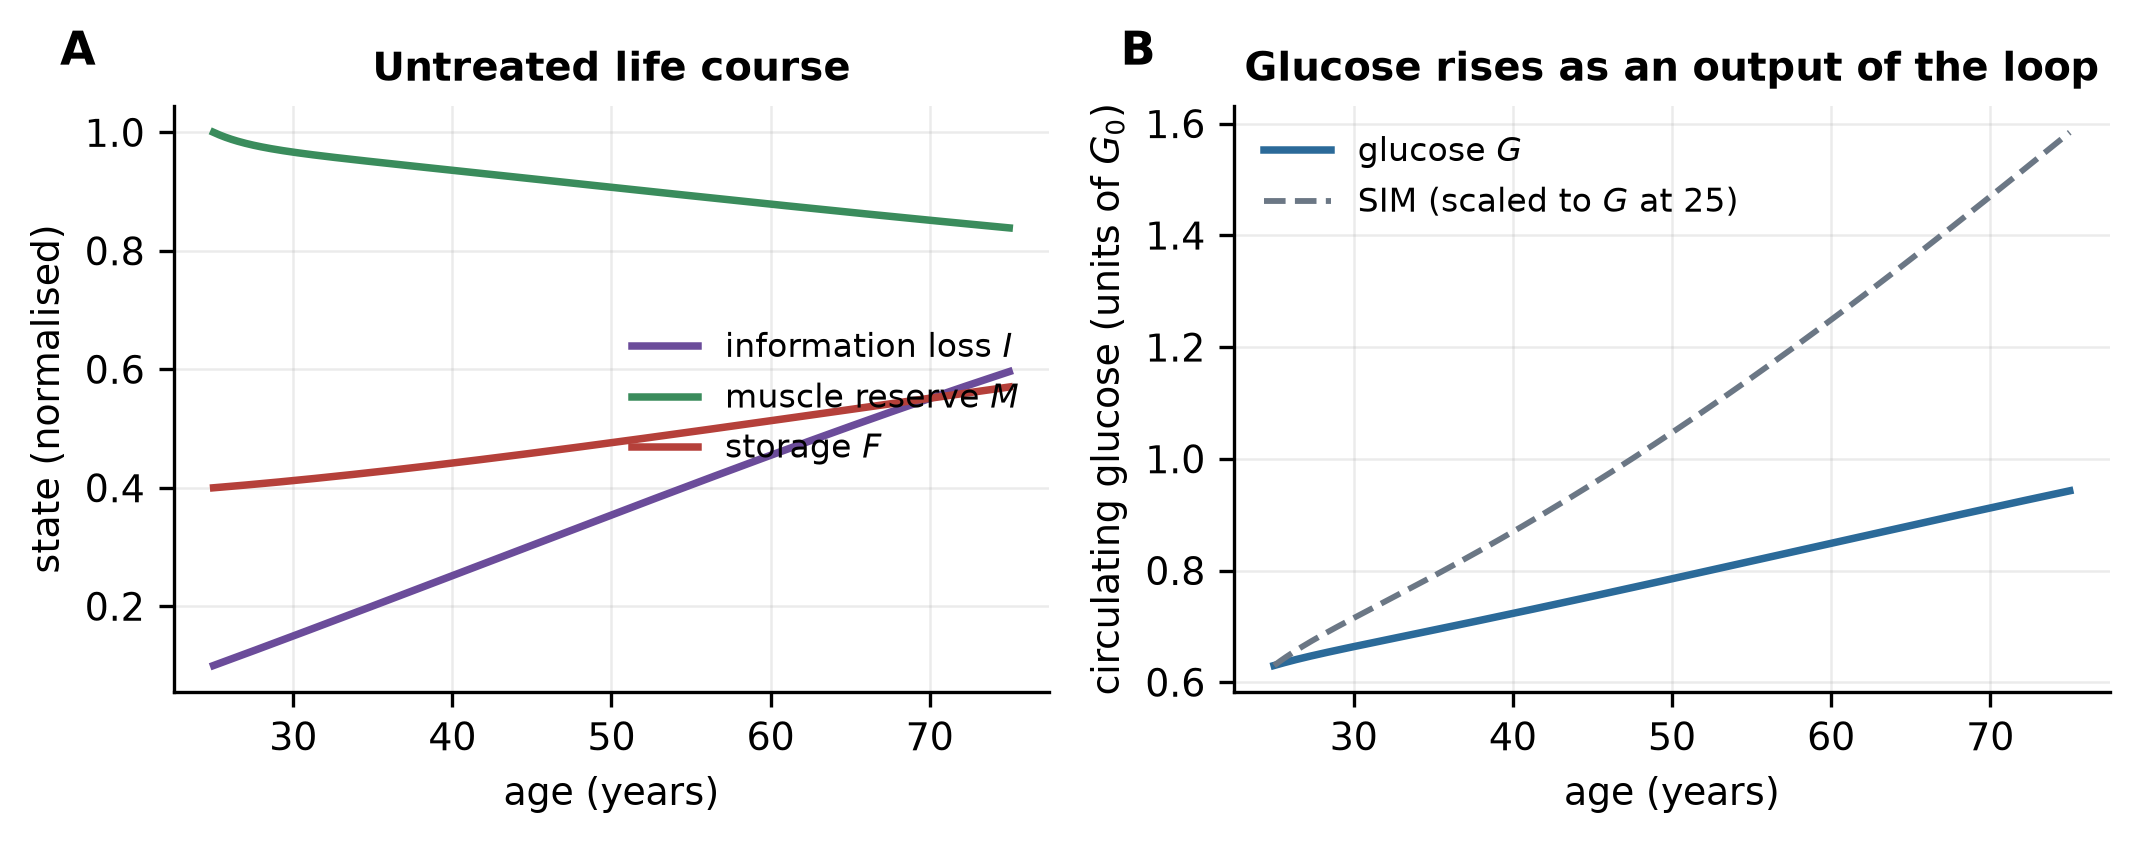 A
Untreated life course
state (normalised)
1.0
0.8
0.6
0.4
0.2
information loss I
muscle reserve M
storage F
30 40 50 60 70
age (years)
B
Glucose rises as an output of the loop
circulating glucose (units of G₀)
1.6
1.4
1.2
1.0
0.8
0.6
glucose G
SIM (scaled to G at 25)
30 40 50 60 70
age (years)